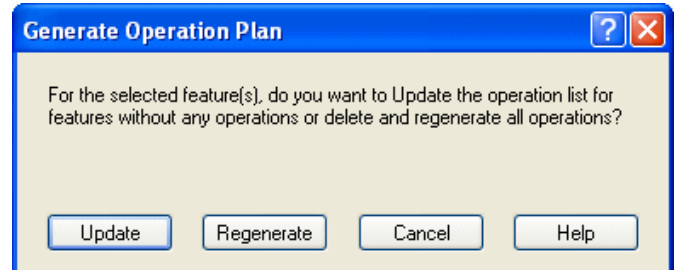 Generate Operation Plan
For the selected feature(s), do you want to Update the operation list for
features without any operations or delete and regenerate all operations?
Update Regenerate Cancel Help